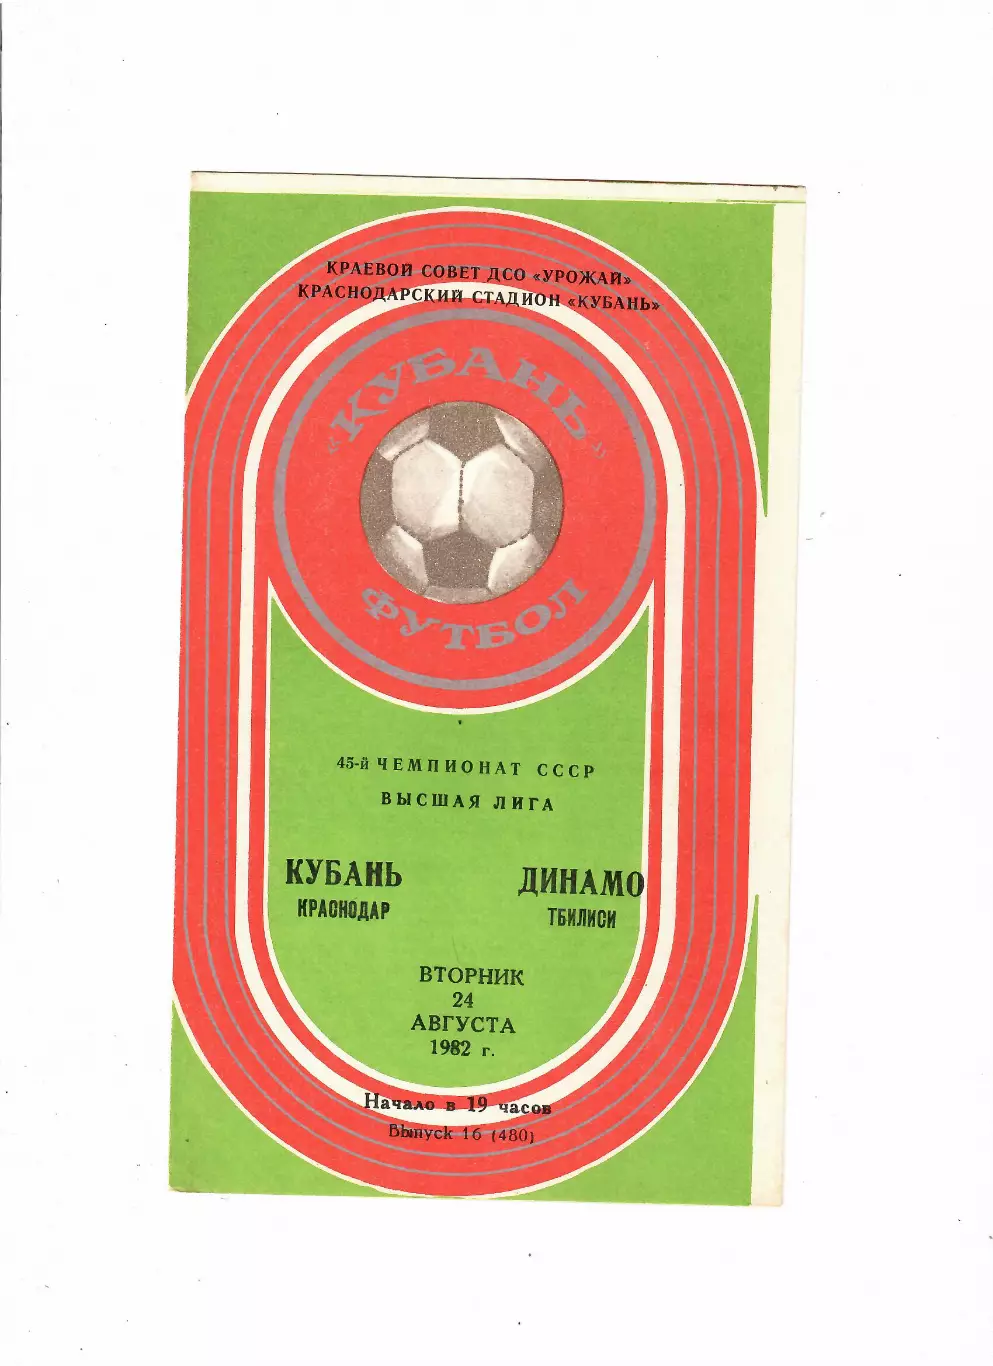 КРАЕВОЙ СОВЕТ ДСО «УРОЖАЙ»
КРАСНОДАРСКИЙ СТАДИОН «КУБАНЬ»
«КУБАНЬ»
ФУТБОЛ
45-й ЧЕМПИОНАТ СССР
ВЫСШАЯ ЛИГА
КУБАНЬ ДИНАМО
КРАСНОДАР ТБИЛИСИ
ВТОРНИК
24
АВГУСТА
1982 г.
Начало в 19 часов
Выпуск 16 (480)